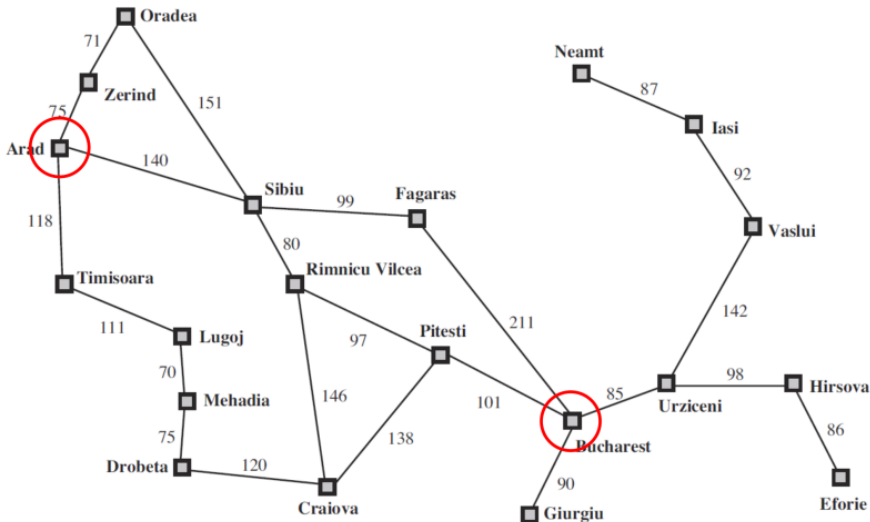 Oradea
71
Neamt
Zerind
87
75
151
Iasi
Arad
140
92
Sibiu
Fagaras
99
118
Vaslui
80
Timisoara
Rimnicu Vilcea
111
142
97
Pitesti
211
Lugoj
70
98
Hirsova
85
Mehadia
146
101
Urziceni
75
138
Bucharest
86
Drobeta
120
90
Eforie
Craiova
Giurgiu